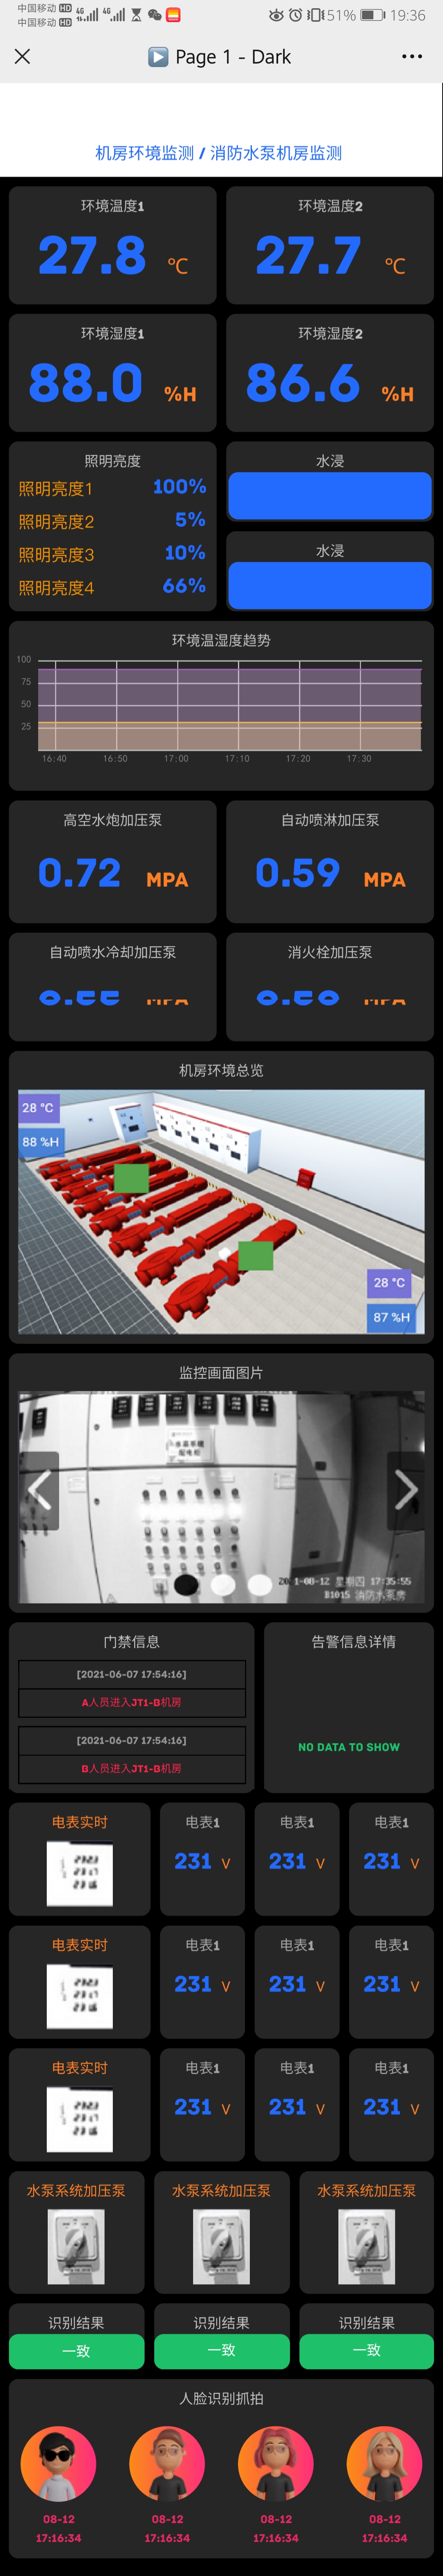 中国移动 HD 4G 4G 51% 19:36
中国移动 HD
Page 1 - Dark
机房环境监测 / 消防水泵机房监测
环境温度1 环境温度2
27.8 °C 27.7 °C
环境湿度1 环境湿度2
88.0 %H 86.6 %H
照明亮度 水浸
照明亮度1 100%
照明亮度2 5%
照明亮度3 10%
照明亮度4 66%
水浸
环境温湿度趋势
100
75
50
25
16:40 16:50 17:00 17:10 17:20 17:30
高空水炮加压泵 自动喷淋加压泵
0.72 MPA 0.59 MPA
自动喷水冷却加压泵 消火栓加压泵
MPA MPA
机房环境总览
28 °C
88 %H
28 °C
87 %H
监控画面图片
2021-08-12 星期四 17:35:55
B1015 消防水泵房
门禁信息 告警信息详情
[2021-06-07 17:54:16]
A人员进入JT1-B机房
[2021-06-07 17:54:16]
B人员进入JT1-B机房
NO DATA TO SHOW
电表实时 电表1 电表1 电表1
231 V 231 V 231 V
电表实时 电表1 电表1 电表1
231 V 231 V 231 V
电表实时 电表1 电表1 电表1
231 V 231 V 231 V
水泵系统加压泵 水泵系统加压泵 水泵系统加压泵
识别结果 识别结果 识别结果
一致 一致 一致
人脸识别抓拍
08-12 08-12 08-12 08-12
17:16:34 17:16:34 17:16:34 17:16:34